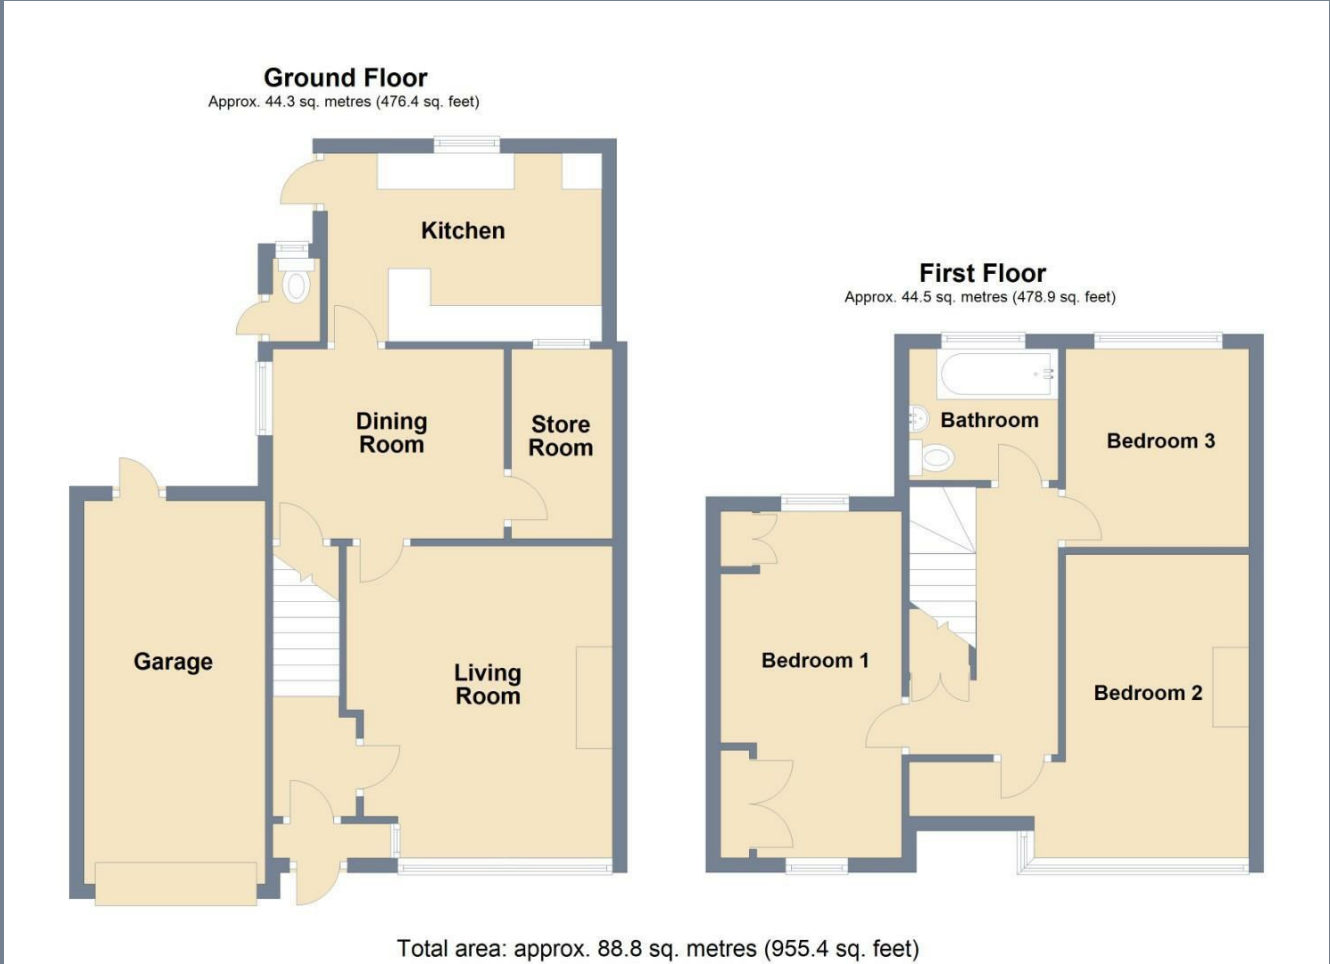 Ground Floor
Approx. 44.3 sq. metres (476.4 sq. feet)
Kitchen
Dining
Room
Store
Room
Garage
Living
Room
First Floor
Approx. 44.5 sq. metres (478.9 sq. feet)
Bathroom
Bedroom 3
Bedroom 1
Bedroom 2
Total area: approx. 88.8 sq. metres (955.4 sq. feet)